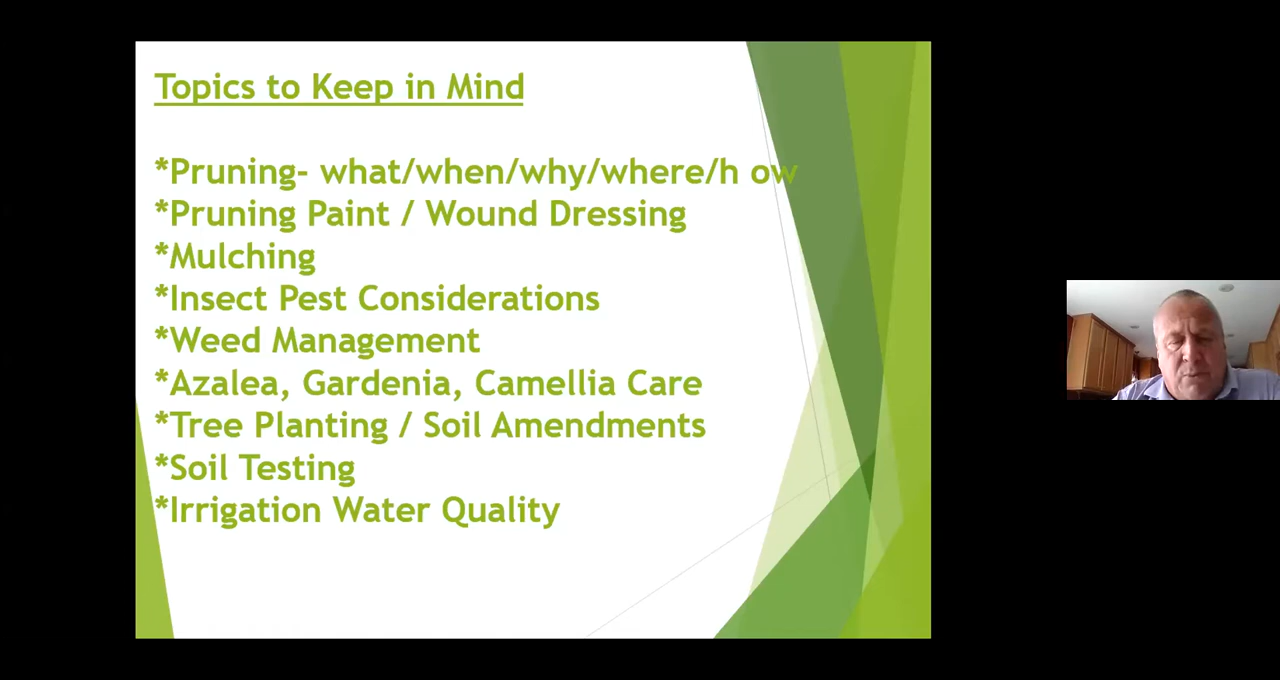 Topics to Keep in Mind
*Pruning- what/when/why/where/h ow
*Pruning Paint / Wound Dressing
*Mulching
*Insect Pest Considerations
*Weed Management
*Azalea, Gardenia, Camellia Care
*Tree Planting / Soil Amendments
*Soil Testing
*Irrigation Water Quality